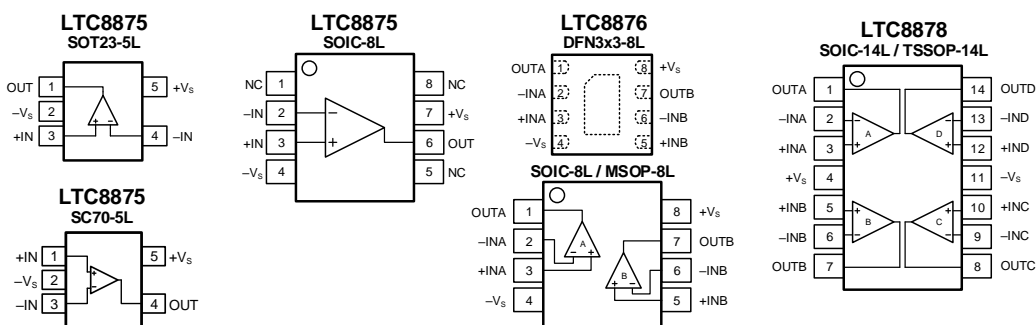 LTC8875
SOT23-5L
OUT 1 5 +VS
–VS 2
+IN 3 4 –IN
LTC8875
SC70-5L
+IN 1 5 +VS
–VS 2
–IN 3 4 OUT
LTC8875
SOIC-8L
NC 1 8 NC
–IN 2 7 +VS
+IN 3 6 OUT
–VS 4 5 NC
– +
LTC8876
DFN3x3-8L
OUTA 1 8 +VS
–INA 2 7 OUTB
+INA 3 6 –INB
–VS 4 5 +INB
SOIC-8L / MSOP-8L
OUTA 1 8 +VS
–INA 2 7 OUTB
+INA 3 6 –INB
–VS 4 5 +INB
A
B
LTC8878
SOIC-14L / TSSOP-14L
OUTA 1 14 OUTD
–INA 2 13 –IND
+INA 3 12 +IND
+VS 4 11 –VS
+INB 5 10 +INC
–INB 6 9 –INC
OUTB 7 8 OUTC
A D
B C